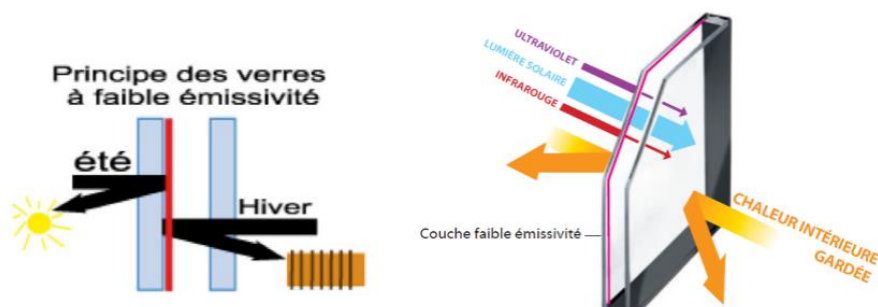 Principe des verres
à faible émissivité
été
Hiver
ULTRAVIOLET
LUMIÈRE SOLAIRE
INFRAROUGE
Couche faible émissivité
CHALEUR INTÉRIEURE
GARDÉE